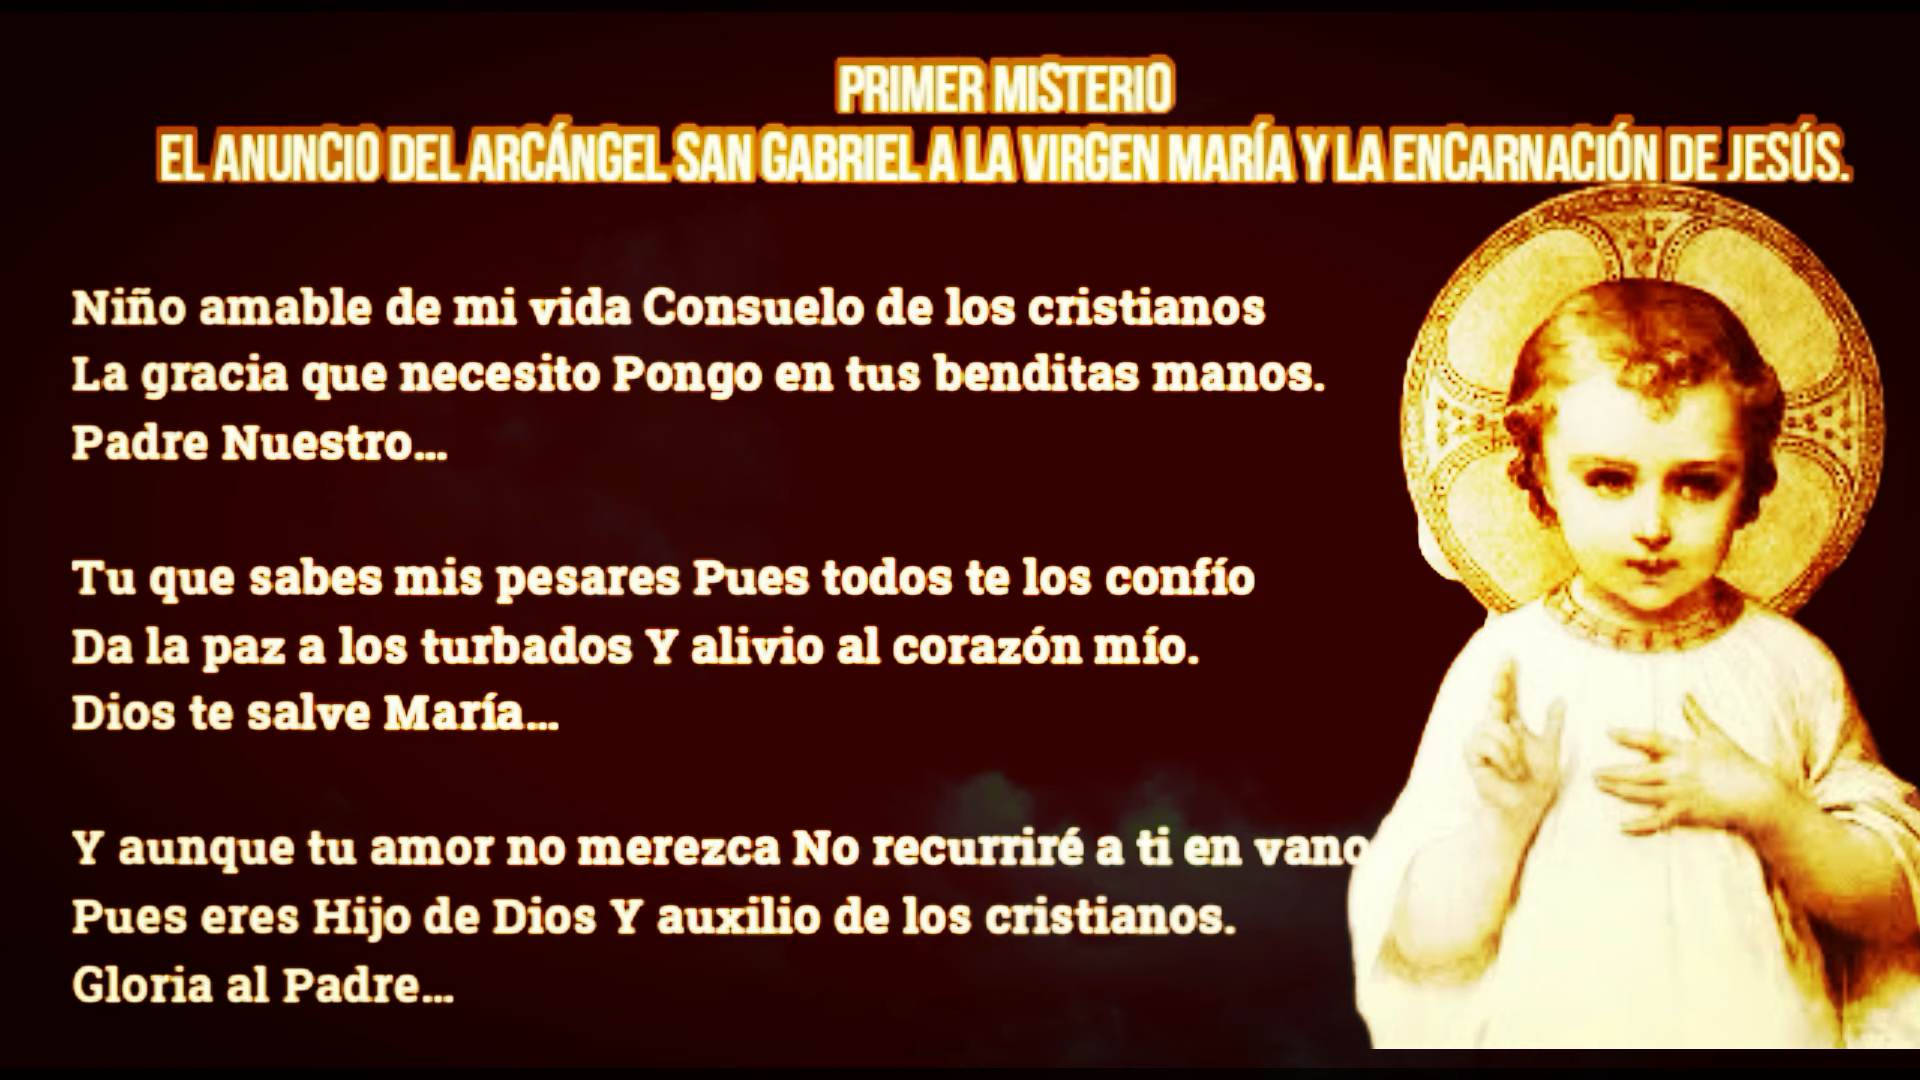 PRIMER MISTERIO
EL ANUNCIO DEL ARCÁNGEL SAN GABRIEL A LA VIRGEN MARÍA Y LA ENCARNACIÓN DE JESÚS.
Niño amable de mi vida Consuelo de los cristianos
La gracia que necesito Pongo en tus benditas manos.
Padre Nuestro...
Tu que sabes mis pesares Pues todos te los confío
Da la paz a los turbados Y alivio al corazón mío.
Dios te salve María...
Y aunque tu amor no merezca No recurriré a ti en vano
Pues eres Hijo de Dios Y auxilio de los cristianos.
Gloria al Padre...